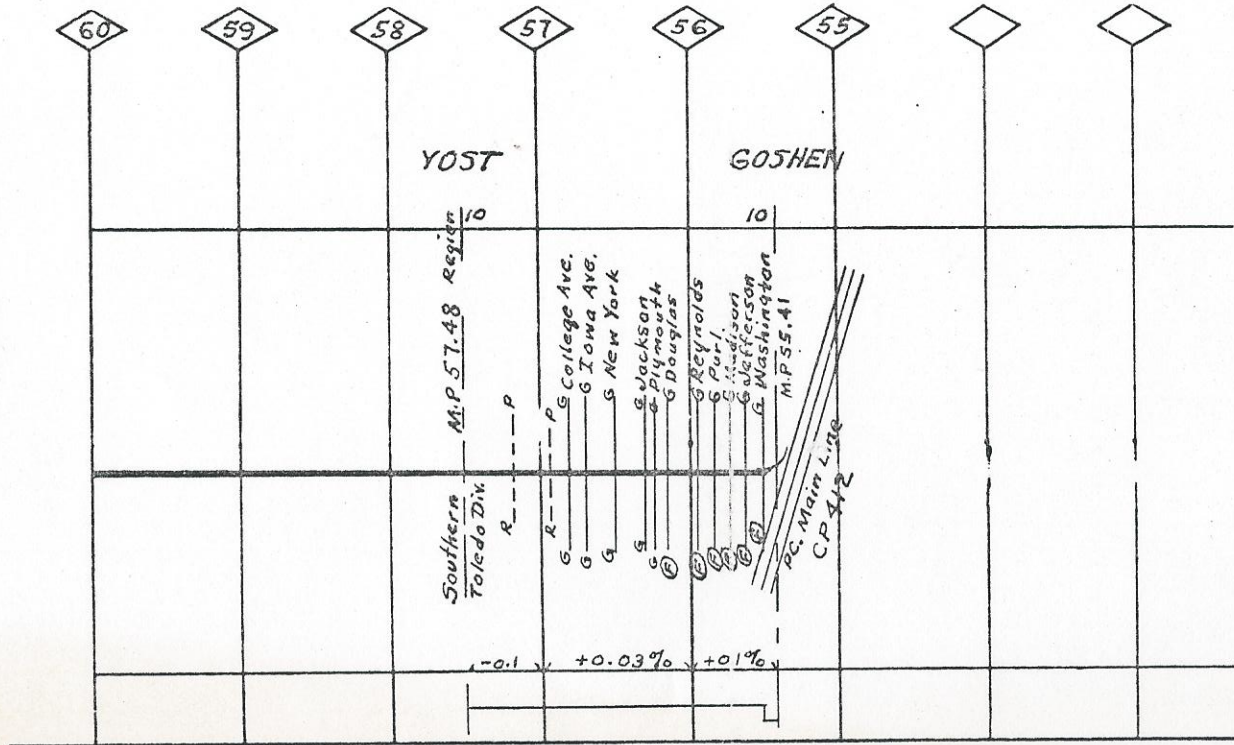 60 59 58 57 56 55
YOST GOSHEN
10 10
Southern Region
Toledo Div.
M.P 57.48
R P
R P
G College Ave. G
G Iowa Ave. G
G New York G
G Jackson G
G Plymouth G
G Douglas F
G Reynolds F
G Purl F
G Madison F
G Jefferson F
G Washington F
M.P 55.41
P.C. Main Line
CP 412
-0.1 +0.03% +01%